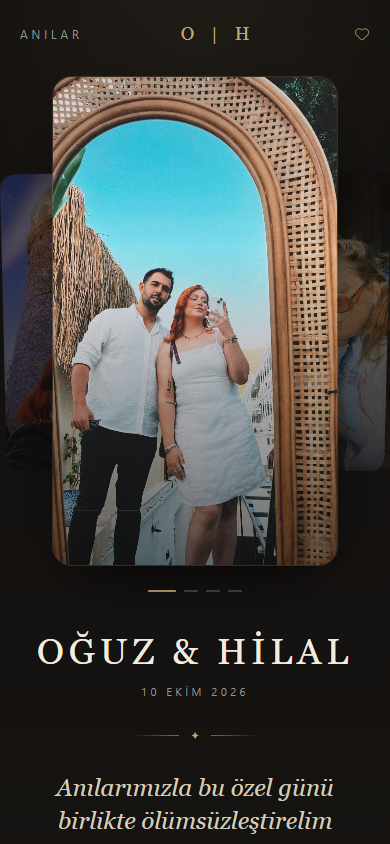 ANILAR
O | H
OĞUZ & HİLAL
10 EKİM 2026
Anılarımızla bu özel günü
birlikte ölümsüzleştirelim